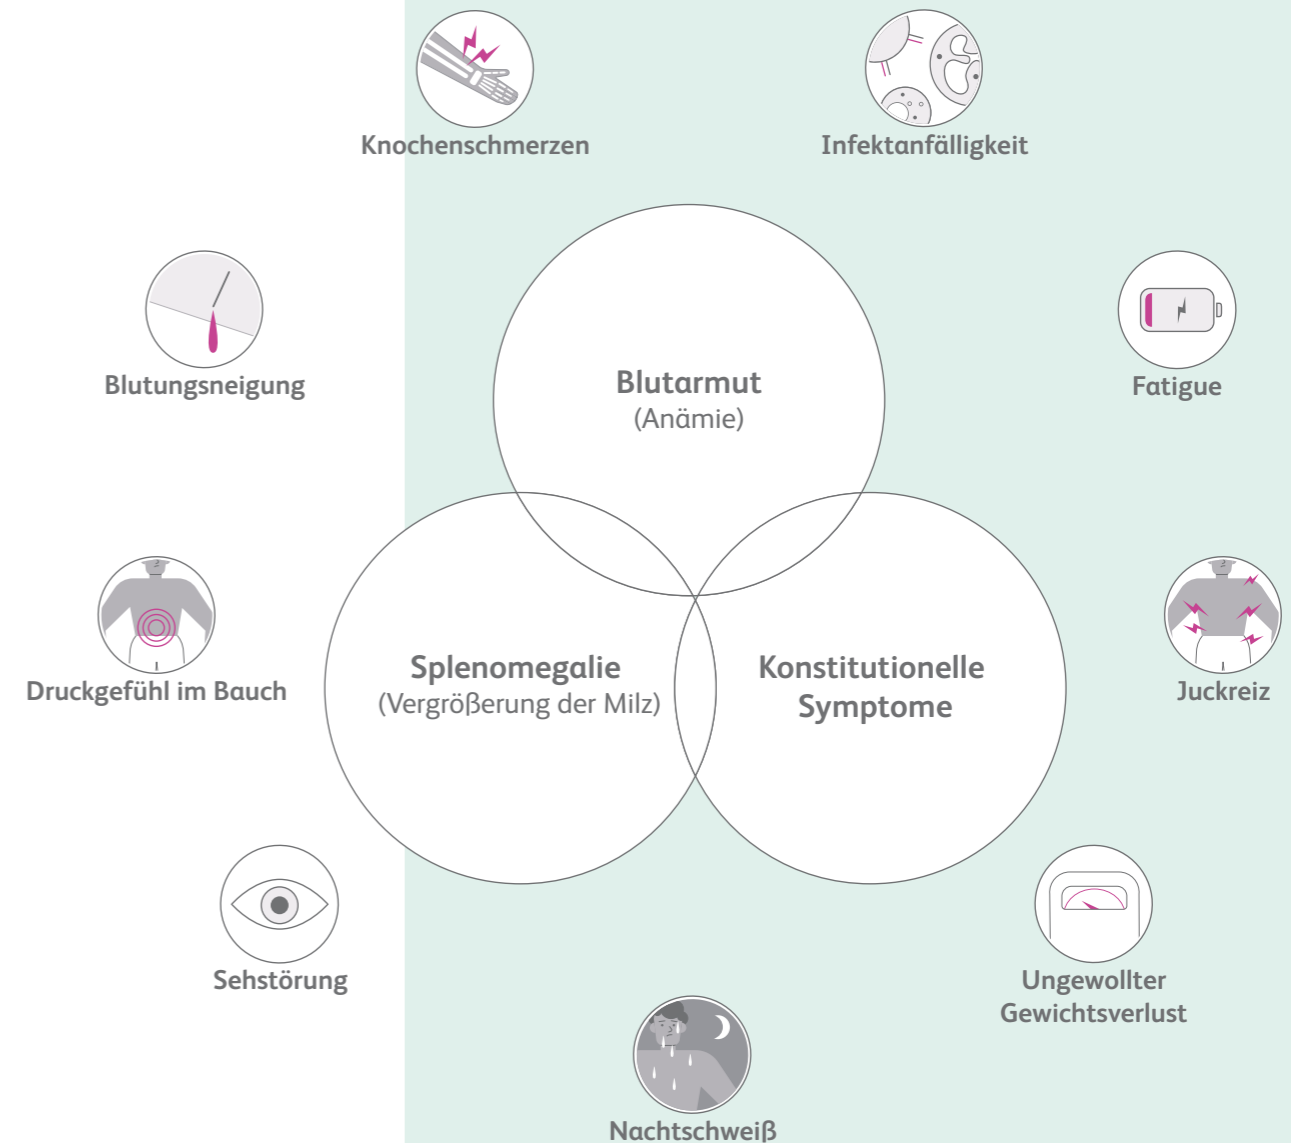 Knochenschmerzen
Infektanfälligkeit
Blutungsneigung
Blutarmut
(Anämie)
Fatigue
Druckgefühl im Bauch
Splenomegalie
(Vergrößerung der Milz)
Konstitutionelle
Symptome
Juckreiz
Sehstörung
Ungewollter
Gewichtsverlust
Nachtschweiß